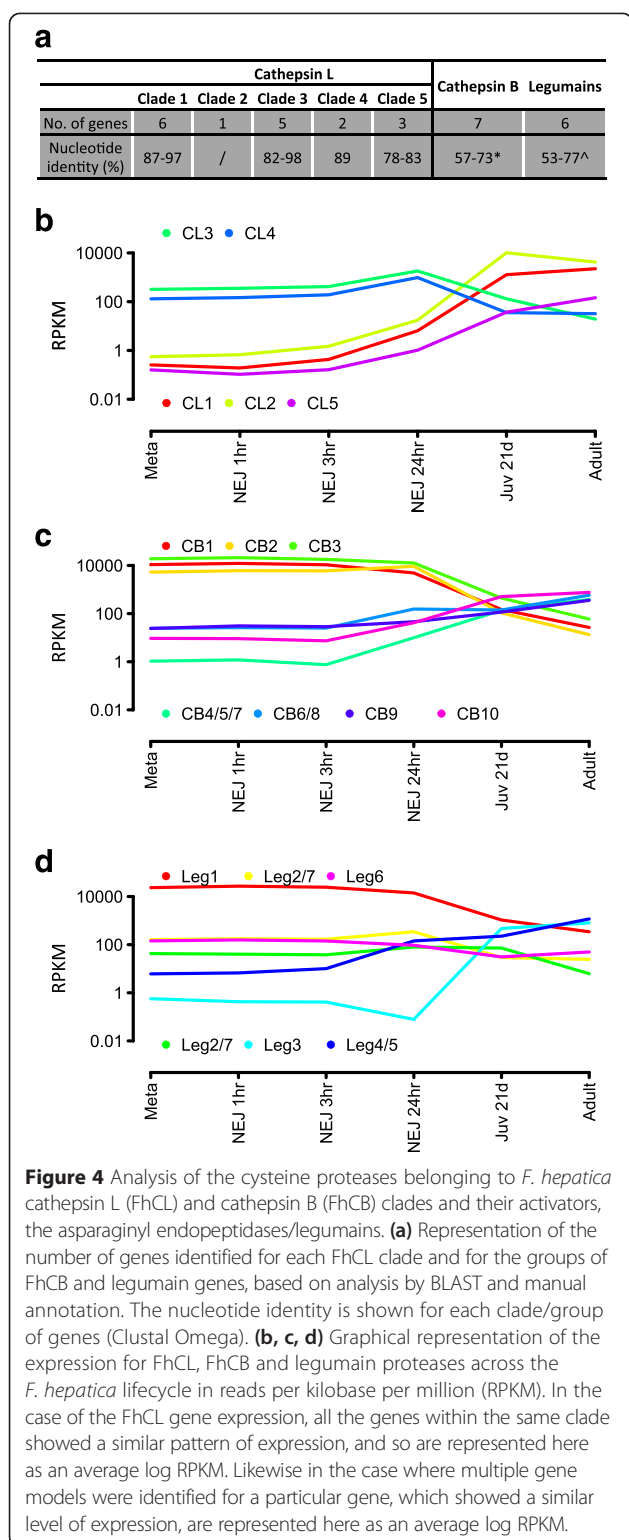 a
Cathepsin L
Cathepsin B Legumains
Clade 1 Clade 2 Clade 3 Clade 4 Clade 5
No. of genes 6 1 5 2 3 7 6
Nucleotide
identity (%) 87-97 / 82-98 89 78-83 57-73* 53-77^
b
CL3 CL4
10000
100
1
0.01
RPKM
CL1 CL2 CL5
Meta
NEJ 1hr
NEJ 3hr
NEJ 24hr
Juv 21d
Adult
c
CB1 CB2 CB3
10000
100
1
0.01
RPKM
CB4/5/7 CB6/8 CB9 CB10
Meta
NEJ 1hr
NEJ 3hr
NEJ 24hr
Juv 21d
Adult
d
Leg1 Leg2/7 Leg6
10000
100
1
0.01
RPKM
Leg2/7 Leg3 Leg4/5
Meta
NEJ 1hr
NEJ 3hr
NEJ 24hr
Juv 21d
Adult
Figure 4 Analysis of the cysteine proteases belonging to F. hepatica
cathepsin L (FhCL) and cathepsin B (FhCB) clades and their activators,
the asparaginyl endopeptidases/legumains. (a) Representation of the
number of genes identified for each FhCL clade and for the groups of
FhCB and legumain genes, based on analysis by BLAST and manual
annotation. The nucleotide identity is shown for each clade/group
of genes (Clustal Omega). (b, c, d) Graphical representation of the
expression for FhCL, FhCB and legumain proteases across the
F. hepatica lifecycle in reads per kilobase per million (RPKM). In the
case of the FhCL gene expression, all the genes within the same clade
showed a similar pattern of expression, and so are represented here
as an average log RPKM. Likewise in the case where multiple gene
models were identified for a particular gene, which showed a similar
level of expression, are represented here as an average log RPKM.